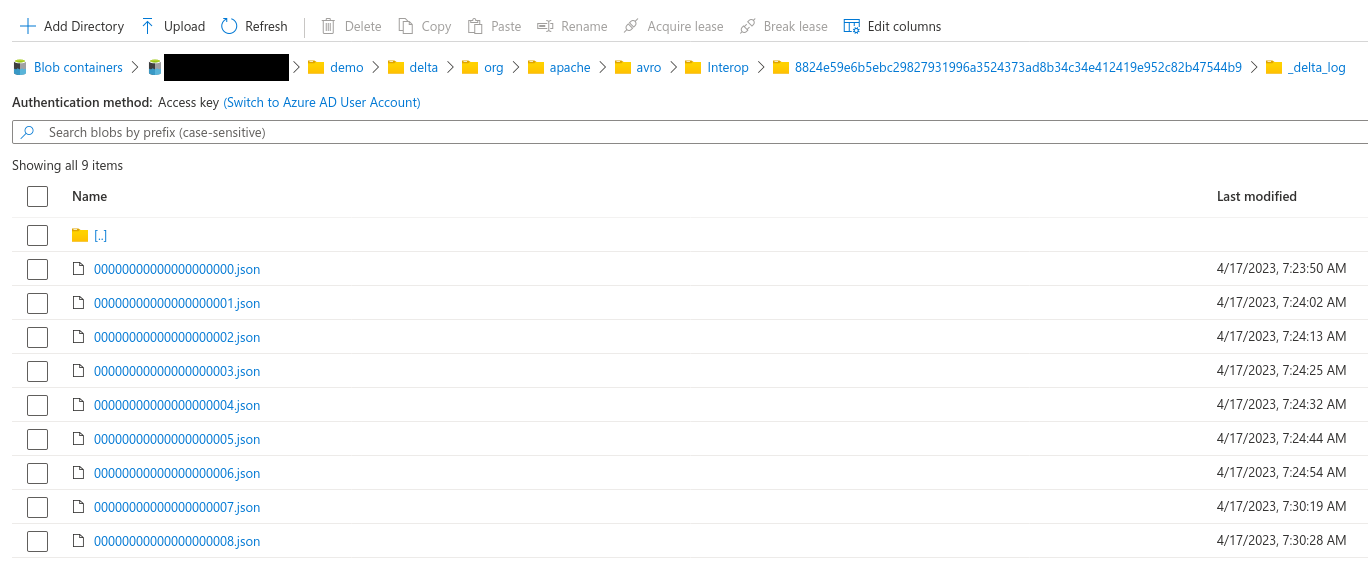 Add Directory Upload Refresh Delete Copy Paste Rename Acquire lease Break lease Edit columns
Blob containers > > demo > delta > org > apache > avro > Interop > 8824e59e6b5ebc29827931996a3524373ad8b34c34e412419e952c82b47544b9 > _delta_log
Authentication method: Access key (Switch to Azure AD User Account)
Search blobs by prefix (case-sensitive)
Showing all 9 items
Name Last modified
[..]
00000000000000000000.json 4/17/2023, 7:23:50 AM
00000000000000000001.json 4/17/2023, 7:24:02 AM
00000000000000000002.json 4/17/2023, 7:24:13 AM
00000000000000000003.json 4/17/2023, 7:24:25 AM
00000000000000000004.json 4/17/2023, 7:24:32 AM
00000000000000000005.json 4/17/2023, 7:24:44 AM
00000000000000000006.json 4/17/2023, 7:24:54 AM
00000000000000000007.json 4/17/2023, 7:30:19 AM
00000000000000000008.json 4/17/2023, 7:30:28 AM